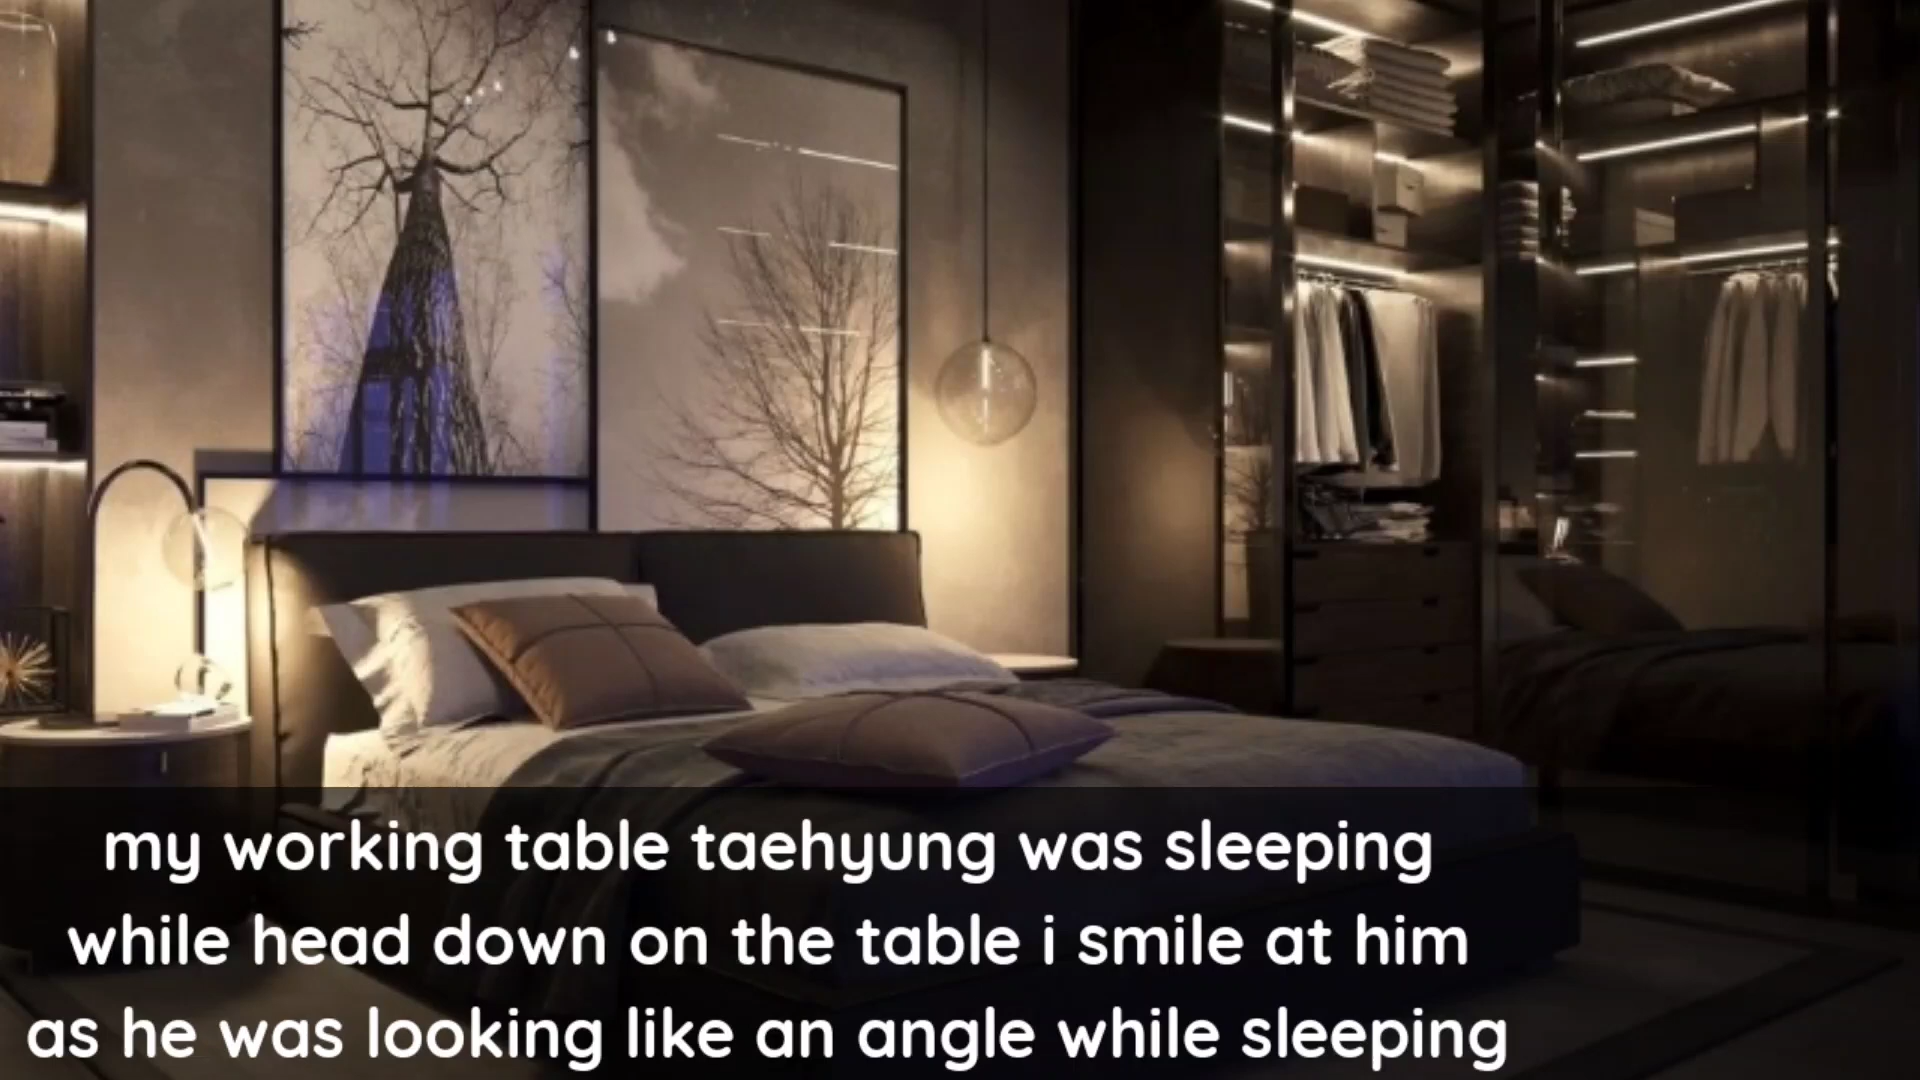 my working table taehyung was sleeping
while head down on the table i smile at him
as he was looking like an angle while sleeping